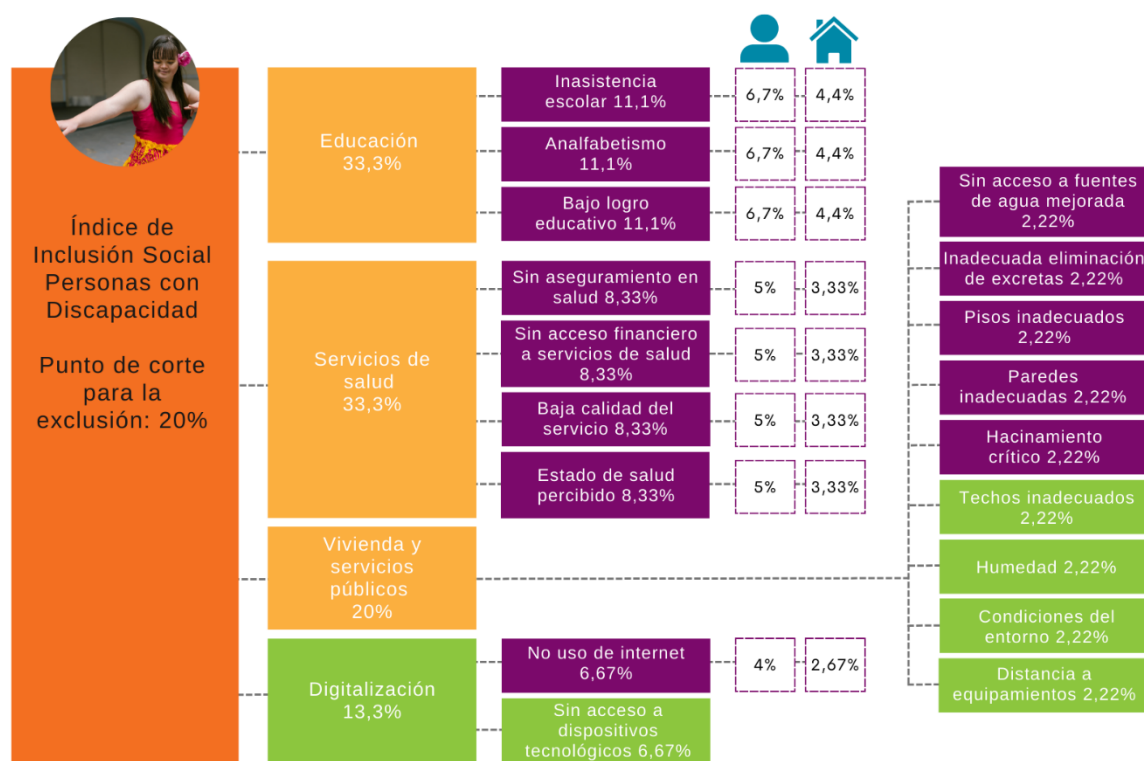 Índice de
Inclusión Social
Personas con
Discapacidad
Punto de corte
para la
exclusión: 20%
Educación
33,3%
Inasistencia
escolar 11,1%
6,7%
4,4%
Analfabetismo
11,1%
6,7%
4,4%
Bajo logro
educativo 11,1%
6,7%
4,4%
Servicios de
salud
33,3%
Sin aseguramiento en
salud 8,33%
5%
3,33%
Sin acceso financiero
a servicios de salud
8,33%
5%
3,33%
Baja calidad del
servicio 8,33%
5%
3,33%
Estado de salud
percibido 8,33%
5%
3,33%
Vivienda y
servicios
públicos
20%
Sin acceso a fuentes
de agua mejorada
2,22%
Inadecuada eliminación
de excretas 2,22%
Pisos inadecuados
2,22%
Paredes
inadecuadas 2,22%
Hacinamiento
crítico 2,22%
Techos inadecuados
2,22%
Humedad 2,22%
Condiciones del
entorno 2,22%
Distancia a
equipamientos 2,22%
Digitalización
13,3%
No uso de internet
6,67%
4%
2,67%
Sin acceso a
dispositivos
tecnológicos 6,67%